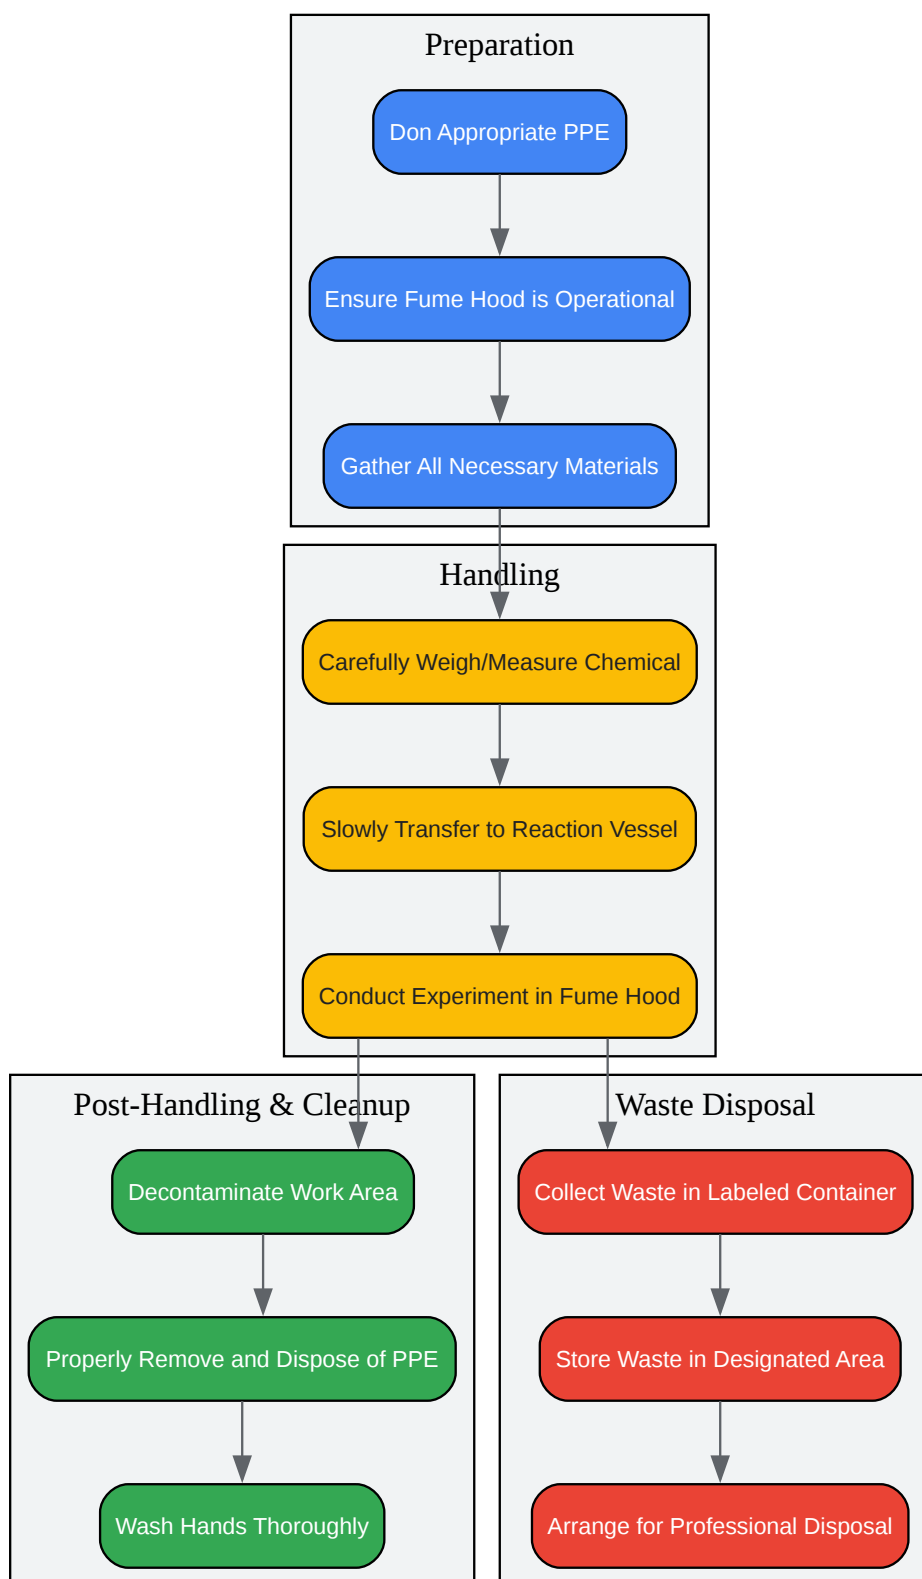 Preparation
Don Appropriate PPE
Ensure Fume Hood is Operational
Gather All Necessary Materials
Handling
Carefully Weigh/Measure Chemical
Slowly Transfer to Reaction Vessel
Conduct Experiment in Fume Hood
Post-Handling & Cleanup
Decontaminate Work Area
Properly Remove and Dispose of PPE
Wash Hands Thoroughly
Waste Disposal
Collect Waste in Labeled Container
Store Waste in Designated Area
Arrange for Professional Disposal